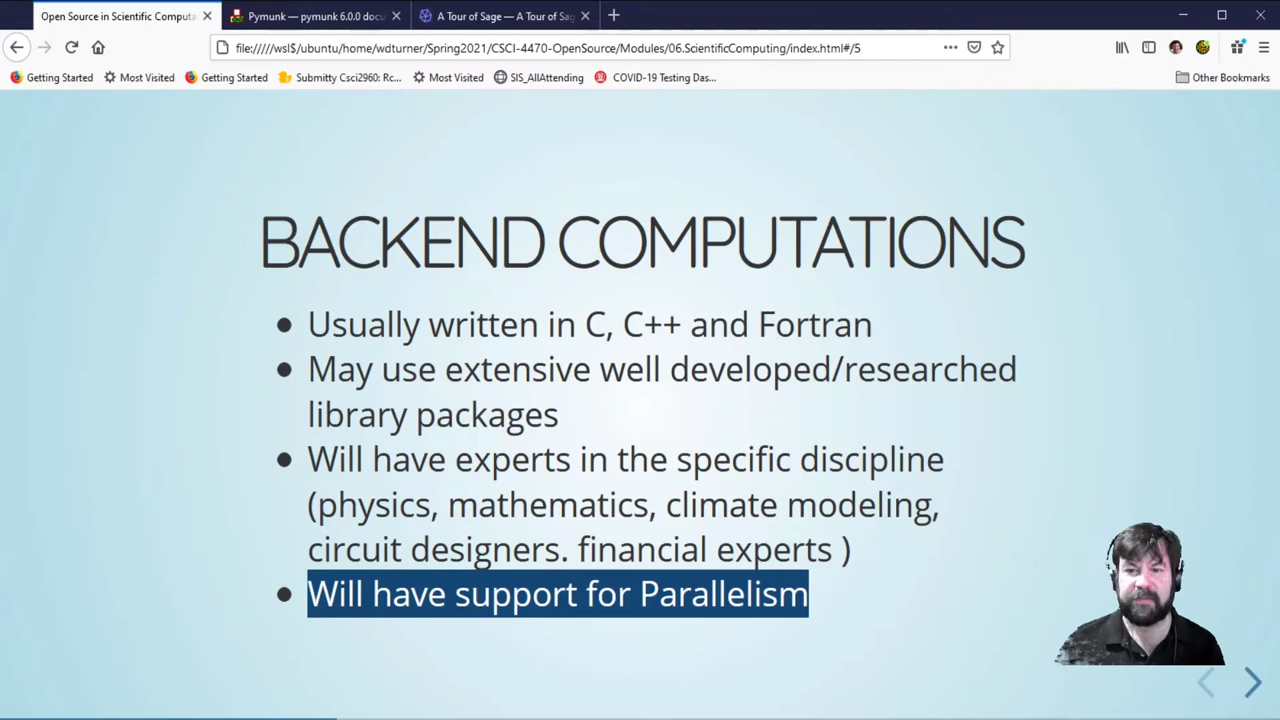 Open Source in Scientific Computa
Pymunk — pymunk 6.0.0 docu
A Tour of Sage — A Tour of Sag
file://///wsl$/ubuntu/home/wdturner/Spring2021/CSCI-4470-OpenSource/Modules/06.ScientificComputing/index.html#/5
Getting Started
Most Visited
Getting Started
Submitty Csci2960: Rc...
Most Visited
SIS_AllAttending
COVID-19 Testing Das...
Other Bookmarks
BACKEND COMPUTATIONS
Usually written in C, C++ and Fortran
May use extensive well developed/researched
library packages
Will have experts in the specific discipline
(physics, mathematics, climate modeling,
circuit designers. financial experts )
Will have support for Parallelism